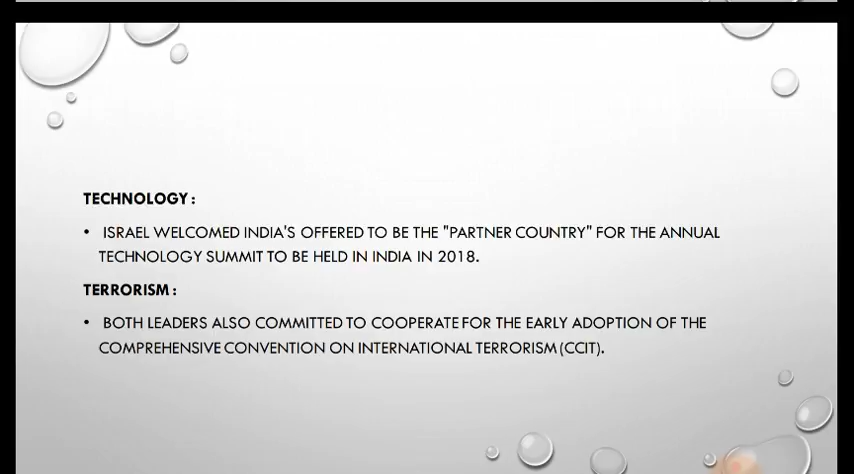 TECHNOLOGY :
• ISRAEL WELCOMED INDIA'S OFFERED TO BE THE "PARTNER COUNTRY" FOR THE ANNUAL
TECHNOLOGY SUMMIT TO BE HELD IN INDIA IN 2018.
TERRORISM :
• BOTH LEADERS ALSO COMMITTED TO COOPERATE FOR THE EARLY ADOPTION OF THE
COMPREHENSIVE CONVENTION ON INTERNATIONAL TERRORISM (CCIT).